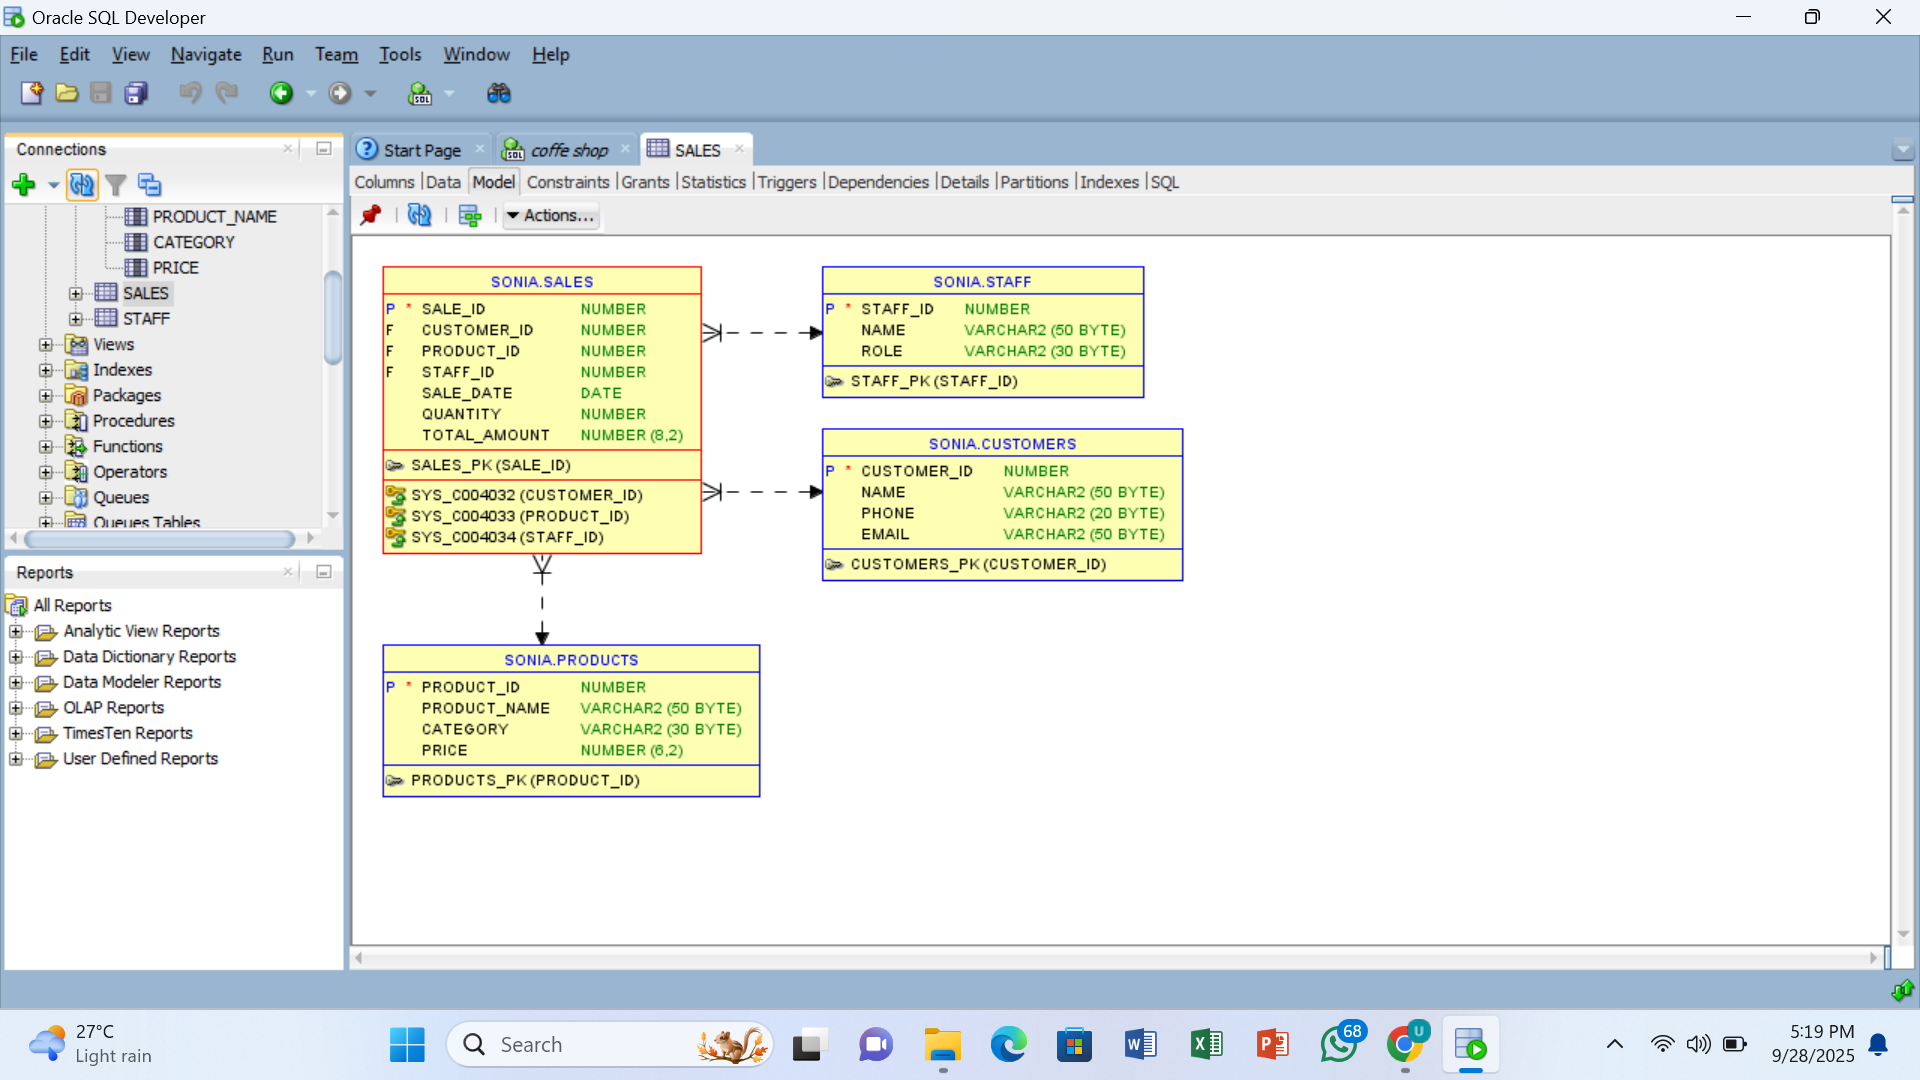 Oracle SQL Developer
File Edit View Navigate Run Team Tools Window Help
Connections
PRODUCT_NAME
CATEGORY
PRICE
SALES
STAFF
Views
Indexes
Packages
Procedures
Functions
Operators
Queues
Queues Tables
Reports
All Reports
Analytic View Reports
Data Dictionary Reports
Data Modeler Reports
OLAP Reports
TimesTen Reports
User Defined Reports
Start Page coffe shop SALES
Columns Data Model Constraints Grants Statistics Triggers Dependencies Details Partitions Indexes SQL
Actions...
SONIA.SALES
P * SALE_ID NUMBER
F CUSTOMER_ID NUMBER
F PRODUCT_ID NUMBER
F STAFF_ID NUMBER
SALE_DATE DATE
QUANTITY NUMBER
TOTAL_AMOUNT NUMBER (8,2)
SALES_PK (SALE_ID)
SYS_C004032 (CUSTOMER_ID)
SYS_C004033 (PRODUCT_ID)
SYS_C004034 (STAFF_ID)
SONIA.STAFF
P * STAFF_ID NUMBER
NAME VARCHAR2 (50 BYTE)
ROLE VARCHAR2 (30 BYTE)
STAFF_PK (STAFF_ID)
SONIA.CUSTOMERS
P * CUSTOMER_ID NUMBER
NAME VARCHAR2 (50 BYTE)
PHONE VARCHAR2 (20 BYTE)
EMAIL VARCHAR2 (50 BYTE)
CUSTOMERS_PK (CUSTOMER_ID)
SONIA.PRODUCTS
P * PRODUCT_ID NUMBER
PRODUCT_NAME VARCHAR2 (50 BYTE)
CATEGORY VARCHAR2 (30 BYTE)
PRICE NUMBER (6,2)
PRODUCTS_PK (PRODUCT_ID)
27°C
Light rain
Search
68
U
5:19 PM
9/28/2025